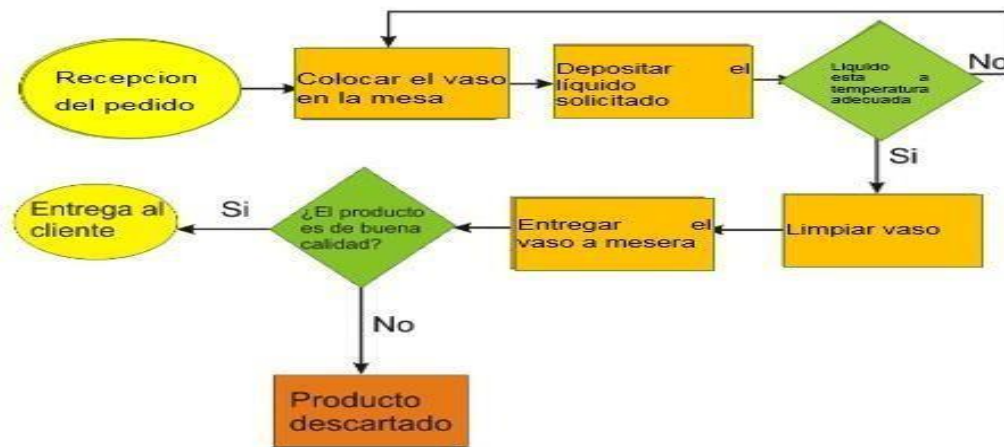 Recepcion
del pedido
Colocar el vaso
en la mesa
Depositar el
líquido
solicitado
Liquido
esta a
temperatura
adecuada
No
Si
Limpiar vaso
Entregar el
vaso a mesera
¿El producto
es de buena
calidad?
Si
Entrega al
cliente
No
Producto
descartado